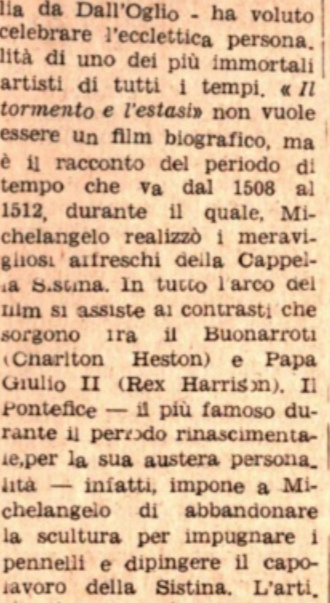 lia da Dall'Oglio - ha voluto
celebrare l'ecclettica persona.
lità di uno dei più immortali
artisti di tutti i tempi. « Il
tormento e l'estasi» non vuole
essere un film biografico, ma
è il racconto del periodo di
tempo che va dal 1508 al
1512, durante il quale, Mi-
chelangelo realizzò i meravi-
gliosi affreschi della Cappel-
la Sistina. In tutto l'arco del
film si assiste ai contrasti che
sorgono tra il Buonarroti
(Charlton Heston) e Papa
Giulio II (Rex Harrison). Il
Pontefice — il più famoso du-
rante il periodo rinascimenta-
le,per la sua austera persona.
lità — infatti, impone a Mi-
chelangelo di abbandonare
la scultura per impugnare i
pennelli e dipingere il capo-
lavoro della Sistina. L'arti.